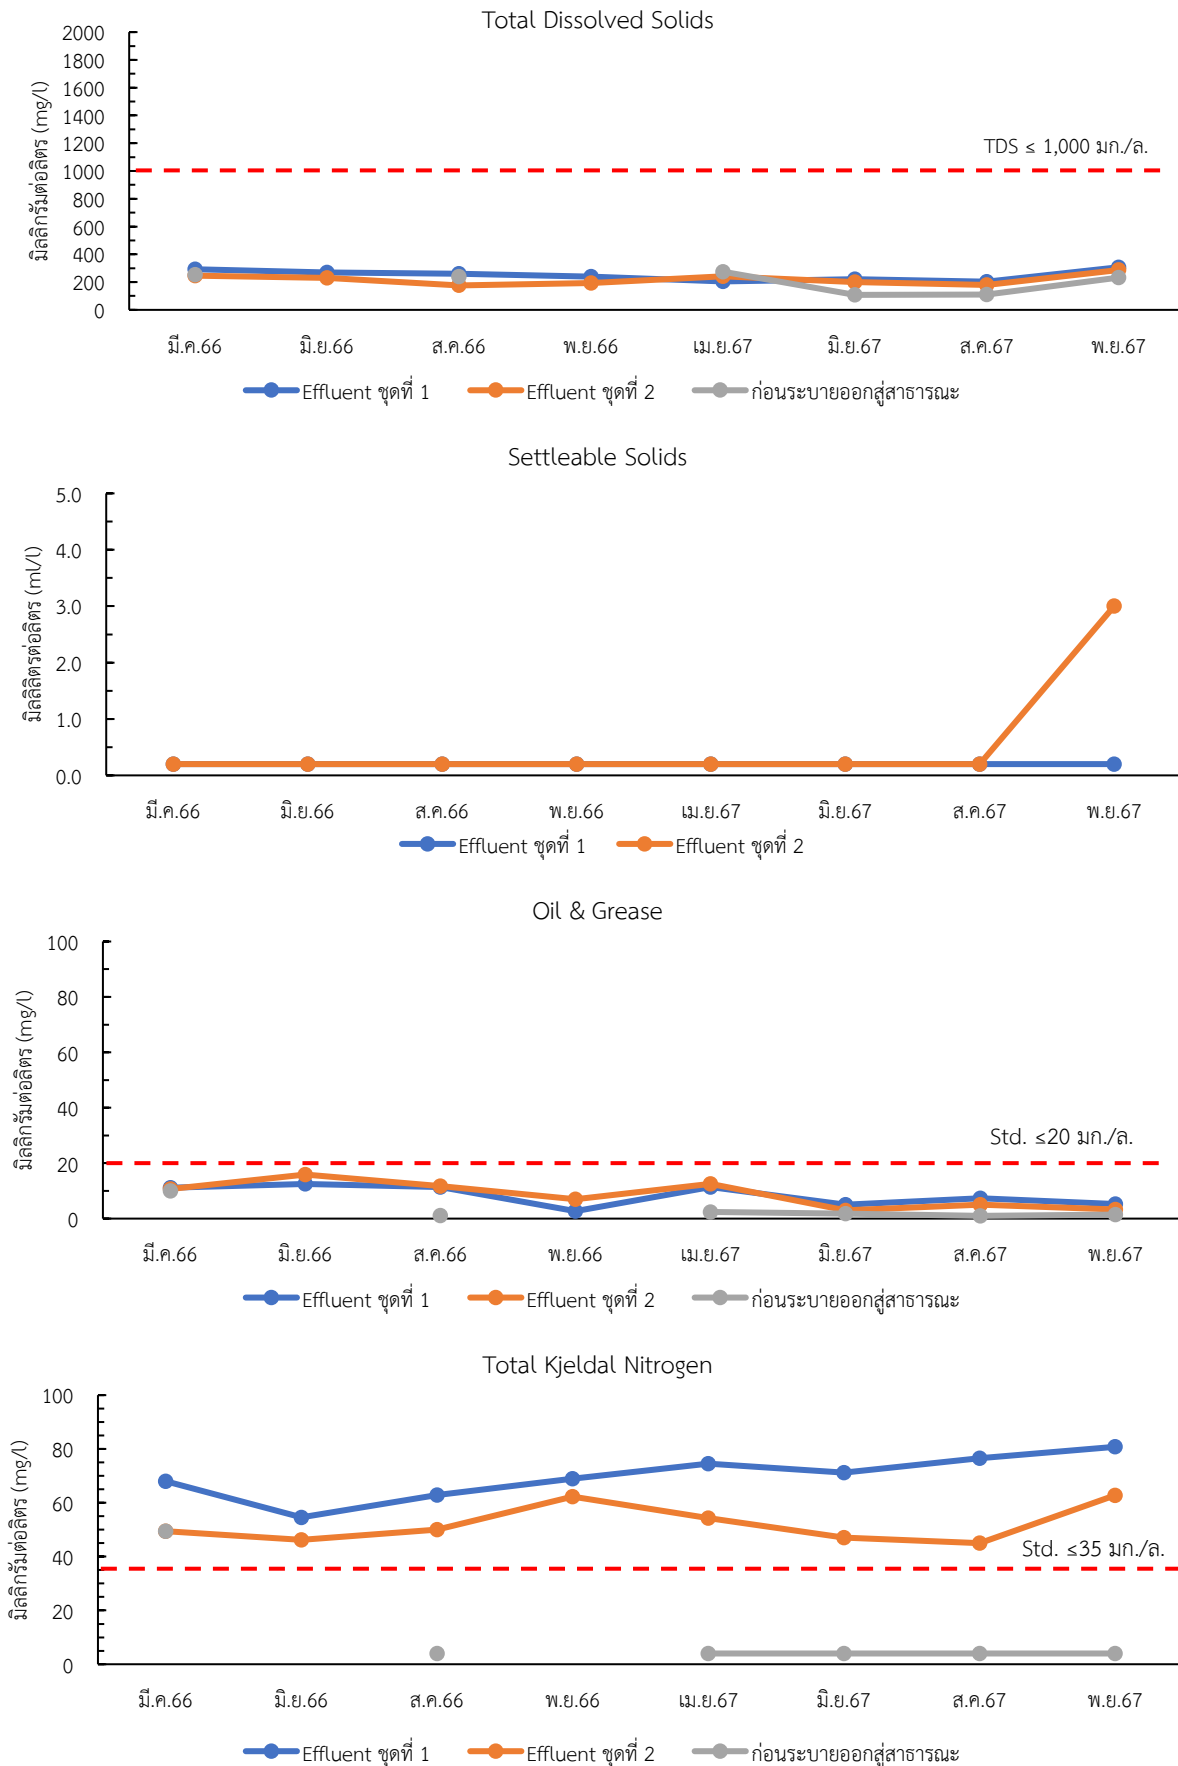 Total Dissolved Solids
มิลลิกรัมต่อลิตร (mg/l)
2000
1800
1600
1400
1200
1000
800
600
400
200
0
TDS ≤ 1,000 มก./ล.
มี.ค.66 มิ.ย.66 ส.ค.66 พ.ย.66 เม.ย.67 มิ.ย.67 ส.ค.67 พ.ย.67
Effluent ชุดที่ 1 Effluent ชุดที่ 2 ก่อนระบายออกสู่สาธารณะ
Settleable Solids
มิลลิลิตรต่อลิตร (ml/l)
5.0
4.0
3.0
2.0
1.0
0.0
มี.ค.66 มิ.ย.66 ส.ค.66 พ.ย.66 เม.ย.67 มิ.ย.67 ส.ค.67 พ.ย.67
Effluent ชุดที่ 1 Effluent ชุดที่ 2
Oil & Grease
มิลลิกรัมต่อลิตร (mg/l)
100
80
60
40
20
0
Std. ≤20 มก./ล.
มี.ค.66 มิ.ย.66 ส.ค.66 พ.ย.66 เม.ย.67 มิ.ย.67 ส.ค.67 พ.ย.67
Effluent ชุดที่ 1 Effluent ชุดที่ 2 ก่อนระบายออกสู่สาธารณะ
Total Kjeldal Nitrogen
มิลลิกรัมต่อลิตร (mg/l)
100
80
60
40
20
0
Std. ≤35 มก./ล.
มี.ค.66 มิ.ย.66 ส.ค.66 พ.ย.66 เม.ย.67 มิ.ย.67 ส.ค.67 พ.ย.67
Effluent ชุดที่ 1 Effluent ชุดที่ 2 ก่อนระบายออกสู่สาธารณะ